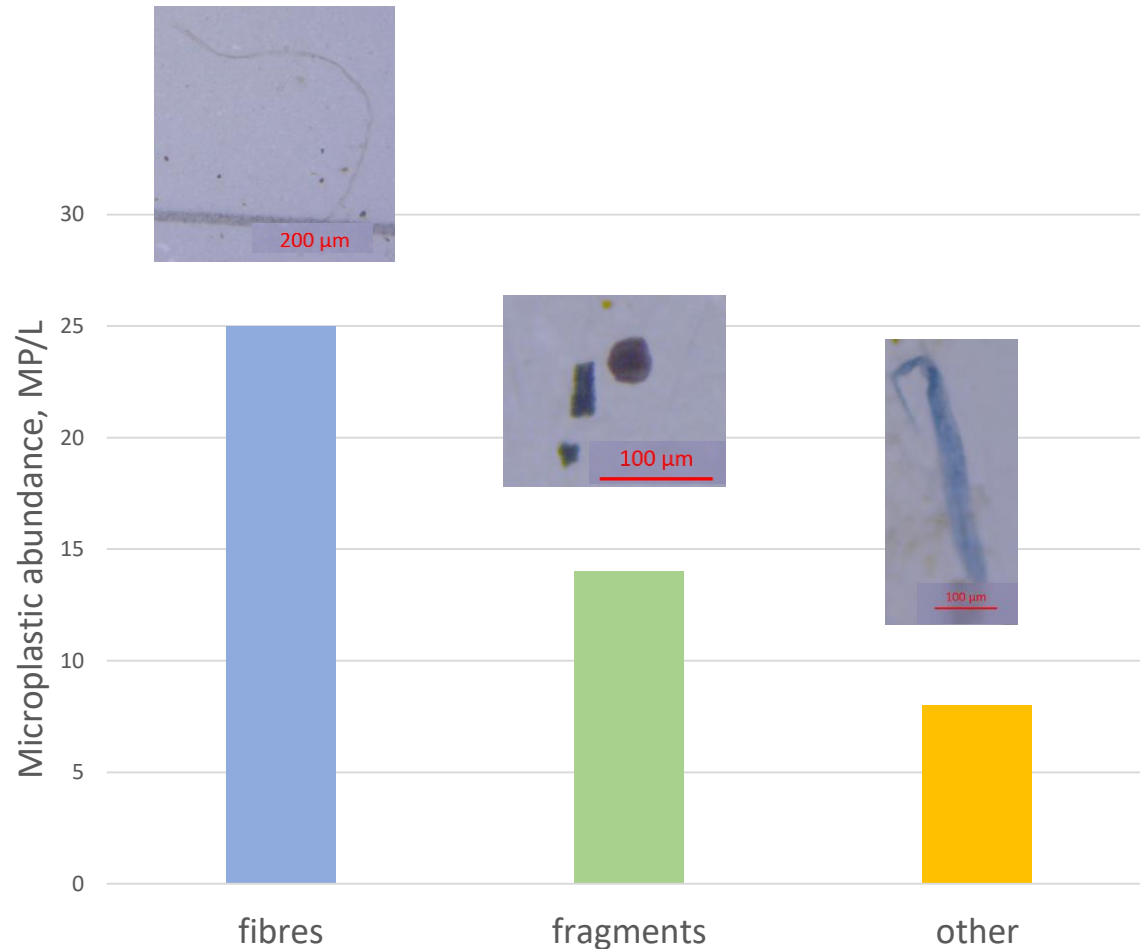 200 µm
30
100 µm
25
20
15
100 µm
10
5
0
Microplastic abundance, MP/L
fibres
fragments
other